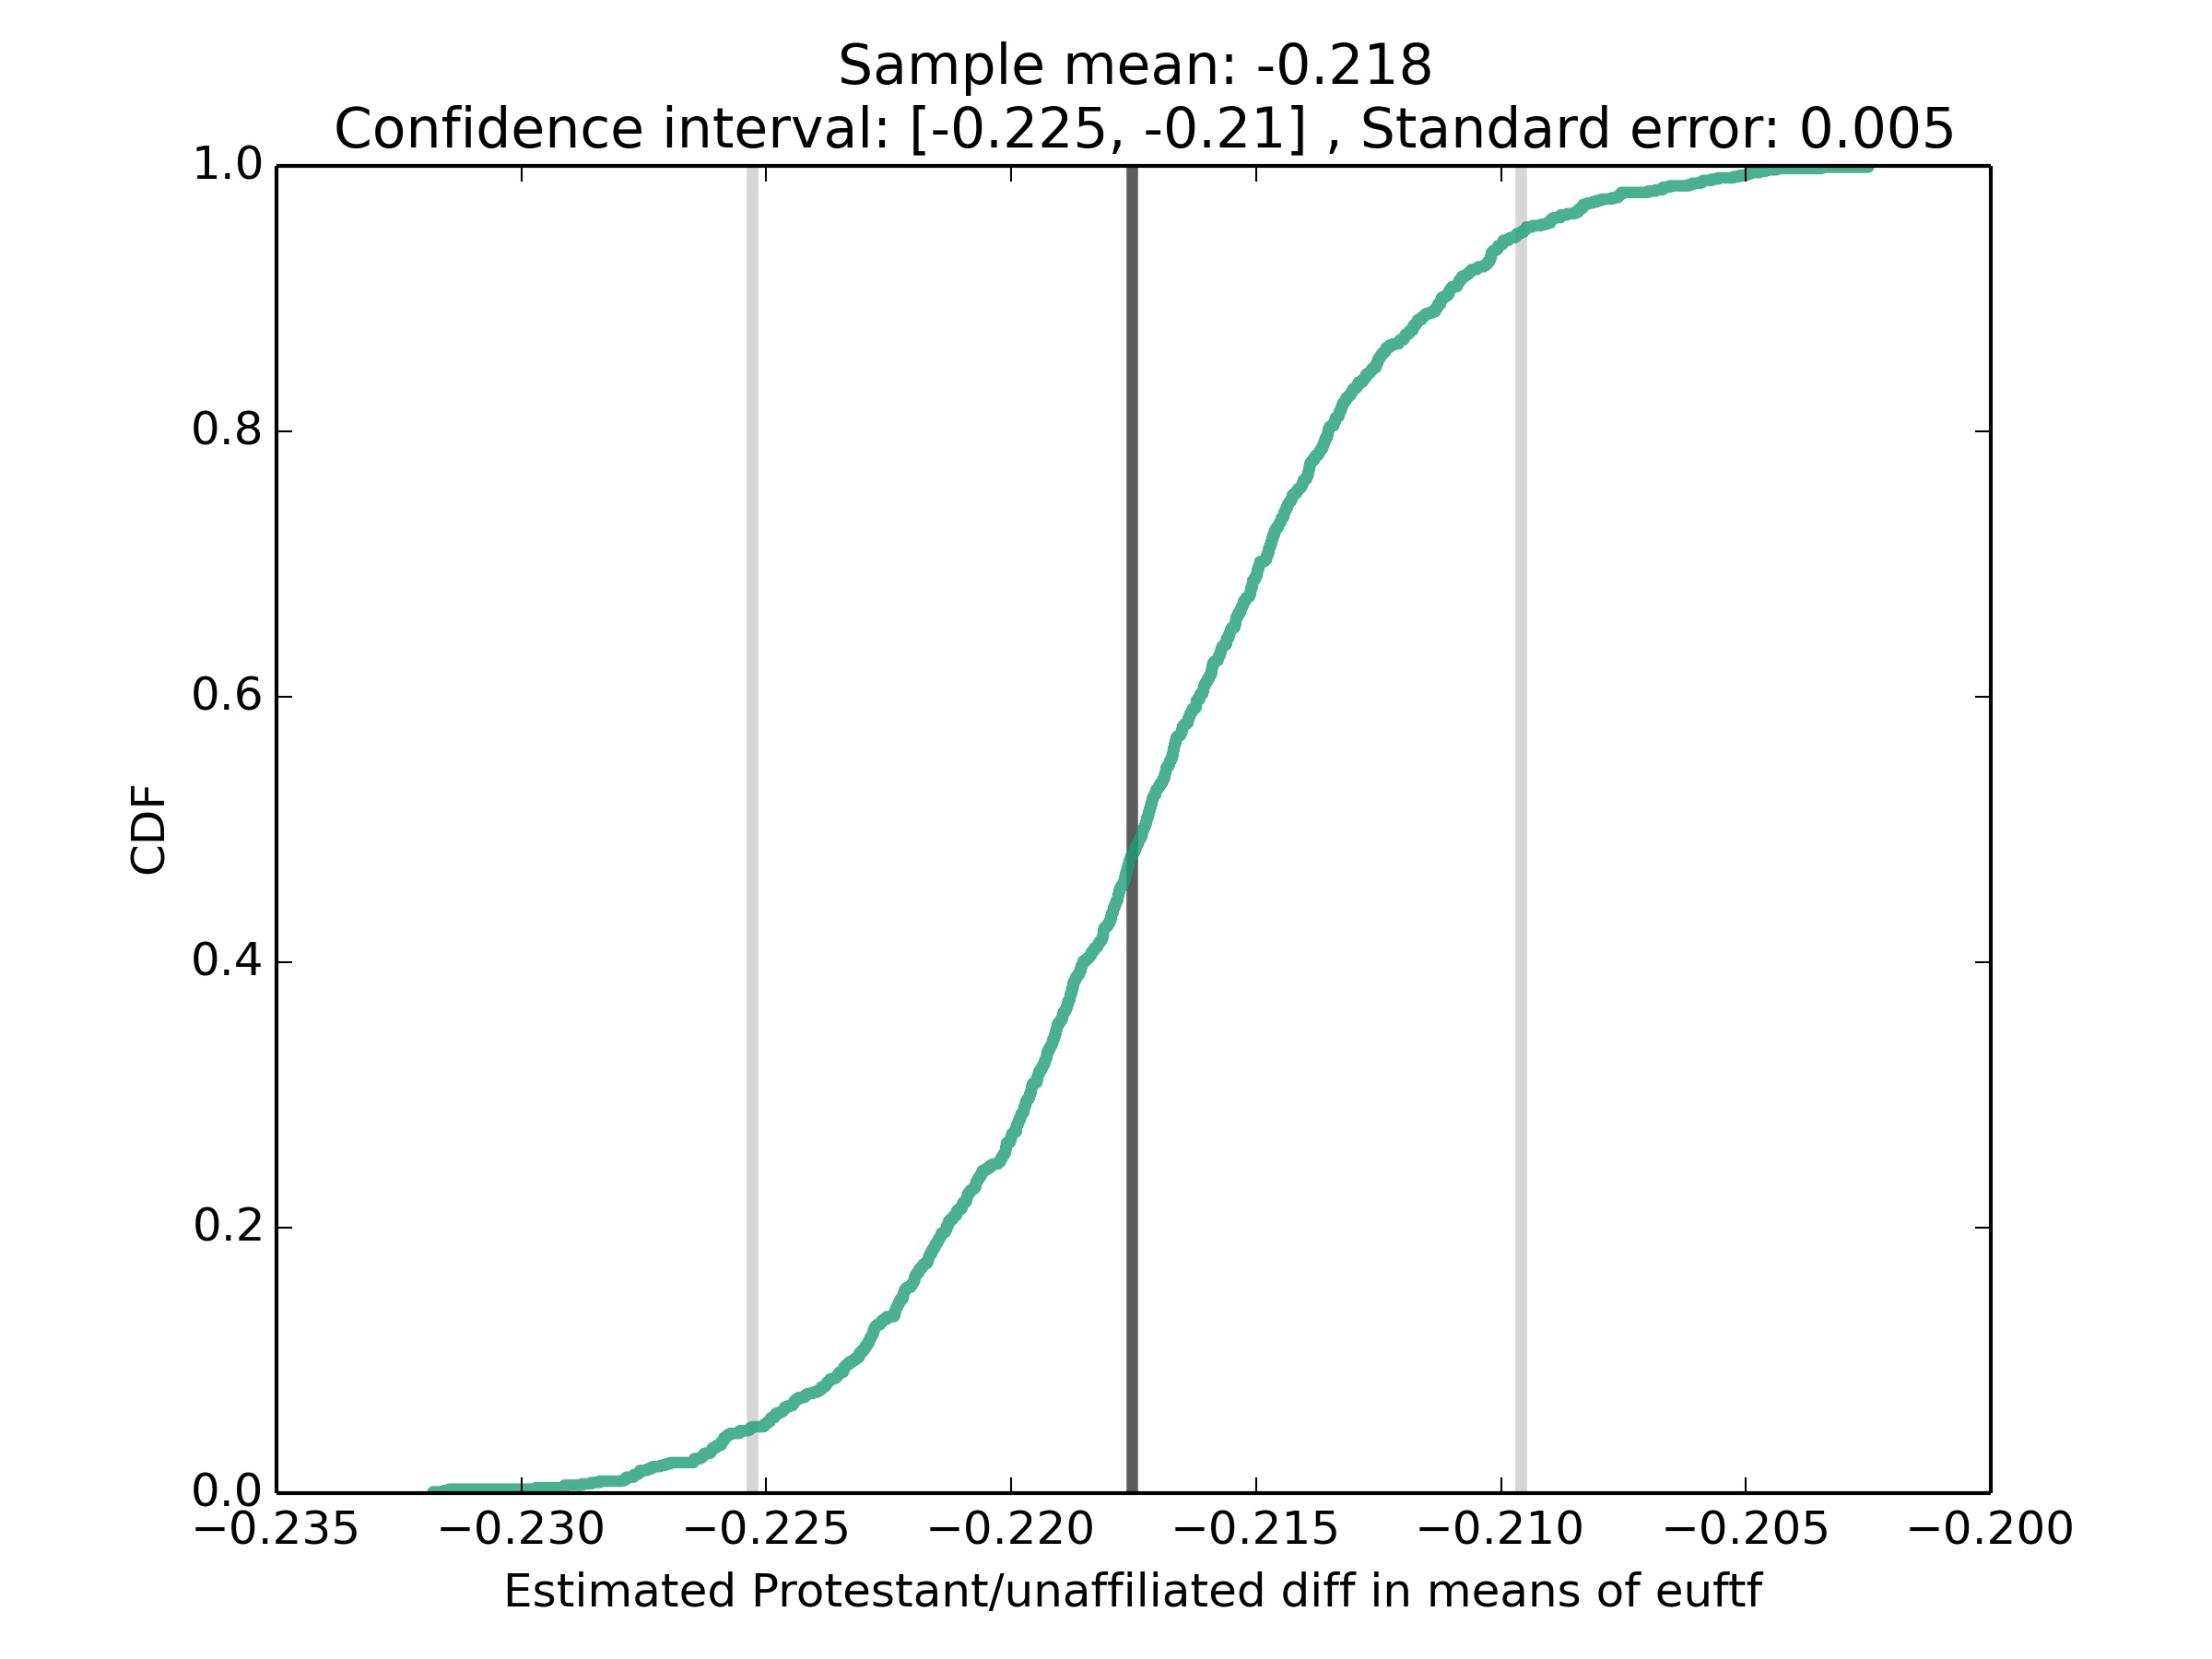 Sample mean: -0.218
Confidence interval: [-0.225, -0.21] , Standard error: 0.005
1.0
0.8
0.6
0.4
0.2
0.0
CDF
−0.235 −0.230 −0.225 −0.220 −0.215 −0.210 −0.205 −0.200
Estimated Protestant/unaffiliated diff in means of euftf